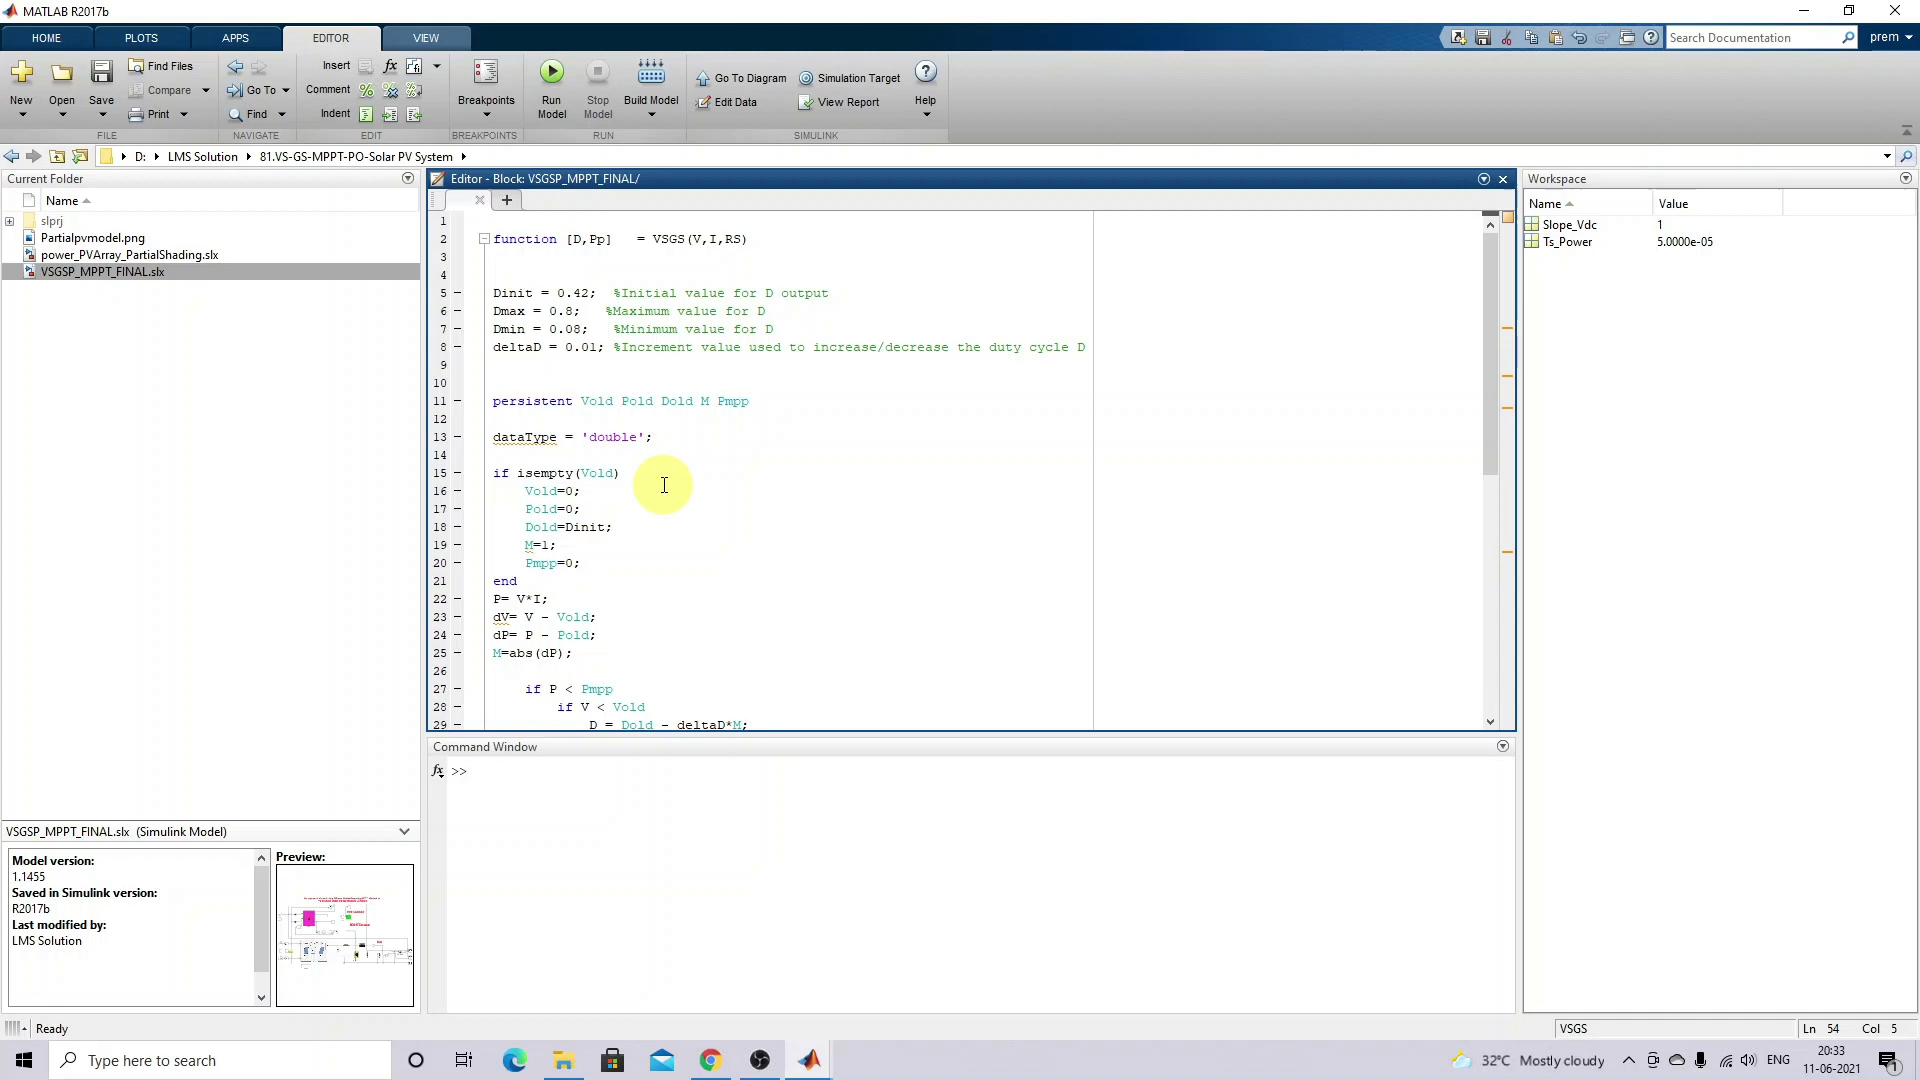 MATLAB R2017b
HOME PLOTS APPS EDITOR VIEW
Search Documentation prem
New Open Save Find Files Compare Print
Go To Find
Insert fx
Comment
Indent
Breakpoints
Run Model
Stop Model
Build Model
Go To Diagram Simulation Target
Edit Data View Report
Help
FILE NAVIGATE EDIT BREAKPOINTS RUN SIMULINK
D: LMS Solution 81.VS-GS-MPPT-PO-Solar PV System
Current Folder
Name
slprj
Partialpvmodel.png
power_PVArray_PartialShading.slx
VSGSP_MPPT_FINAL.slx
Editor - Block: VSGSP_MPPT_FINAL/
1
2 function [D,Pp] = VSGS(V,I,RS)
3
4
5 Dinit = 0.42; %Initial value for D output
6 Dmax = 0.8; %Maximum value for D
7 Dmin = 0.08; %Minimum value for D
8 deltaD = 0.01; %Increment value used to increase/decrease the duty cycle D
9
10
11 persistent Vold Pold Dold M Pmpp
12
13 dataType = 'double';
14
15 if isempty(Vold)
16 Vold=0;
17 Pold=0;
18 Dold=Dinit;
19 M=1;
20 Pmpp=0;
21 end
22 P= V*I;
23 dV= V - Vold;
24 dP= P - Pold;
25 M=abs(dP);
26
27 if P < Pmpp
28 if V < Vold
29 D = Dold - deltaD*M;
Command Window
fx >>
Workspace
Name Value
Slope_Vdc 1
Ts_Power 5.0000e-05
VSGSP_MPPT_FINAL.slx (Simulink Model)
Model version:
1.1455
Saved in Simulink version:
R2017b
Last modified by:
LMS Solution
Preview:
Ready
VSGS Ln 54 Col 5
Type here to search
32°C Mostly cloudy ENG
20:33
11-06-2021
1